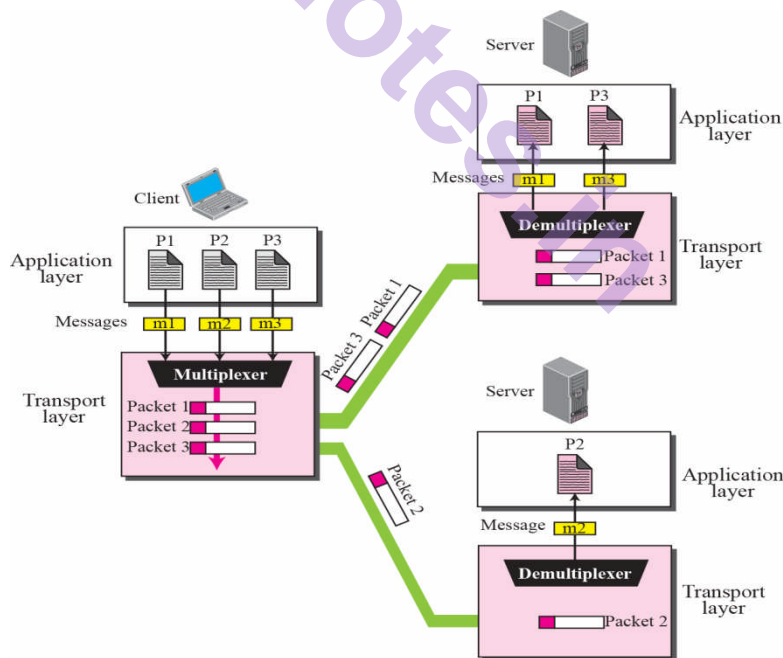 notes.in
Server
P1 P3
Application
layer
Messages m1 m3
Demultiplexer
Packet 1
Packet 3
Transport
layer
Client
P1 P2 P3
Application
layer
Messages m1 m2 m3
Multiplexer
Packet 1
Packet 2
Packet 3
Transport
layer
Packet 3 Packet 1
Packet 2
Server
P2
Application
layer
Message m2
Demultiplexer
Packet 2
Transport
layer